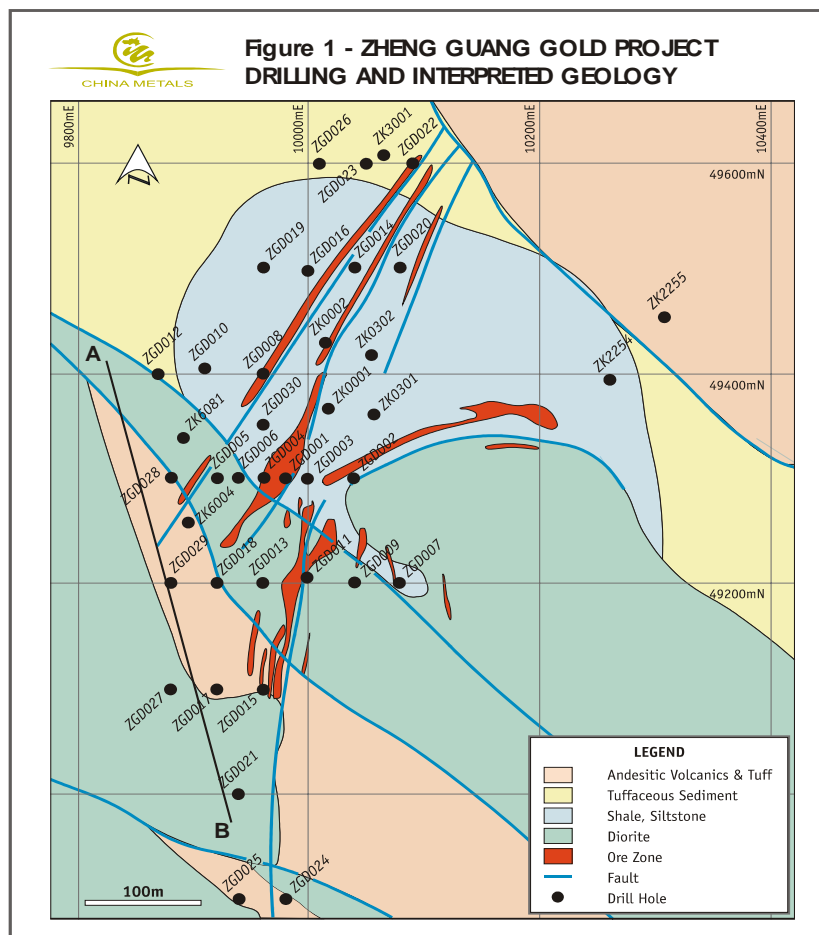 CHINA METALS
Figure 1 - ZHENG GUANG GOLD PROJECT
DRILLING AND INTERPRETED GEOLOGY
9800mE
10000mE
10200mE
10400mE
ZGD026
ZK3001
ZGD022
ZGD023
49600mN
N
ZGD019
ZGD016
ZGD014
ZGD020
ZK2255
ZK0002
ZK0302
ZGD012
ZGD010
ZGD008
ZK2254
A
49400mN
ZGD030
ZK0001
ZK0301
ZK6081
ZGD005
ZGD006
ZGD004
ZGD001
ZGD003
ZGD002
ZGD028
ZK6004
ZGD029
ZGD018
ZGD013
ZGD011
ZGD009
ZGD007
49200mN
ZGD027
ZGD017
ZGD015
ZGD021
B
ZGD025
ZGD024
100m
LEGEND
Andesitic Volcanics & Tuff
Tuffaceous Sediment
Shale, Siltstone
Diorite
Ore Zone
Fault
Drill Hole